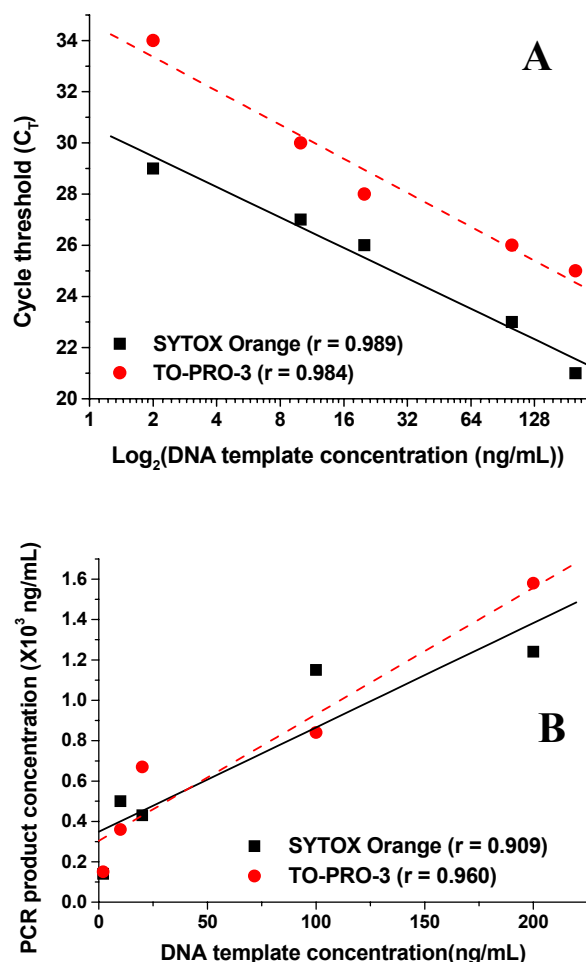 A
Cycle threshold (C_T)
34
32
30
28
26
24
22
20
SYTOX Orange (r = 0.989)
TO-PRO-3 (r = 0.984)
1 2 4 8 16 32 64 128
Log₂(DNA template concentration (ng/mL))
PCR product concentration (X10³ ng/mL)
1.6
1.4
1.2
1.0
0.8
0.6
0.4
0.2
0.0
B
SYTOX Orange (r = 0.909)
TO-PRO-3 (r = 0.960)
0 50 100 150 200
DNA template concentration(ng/mL)